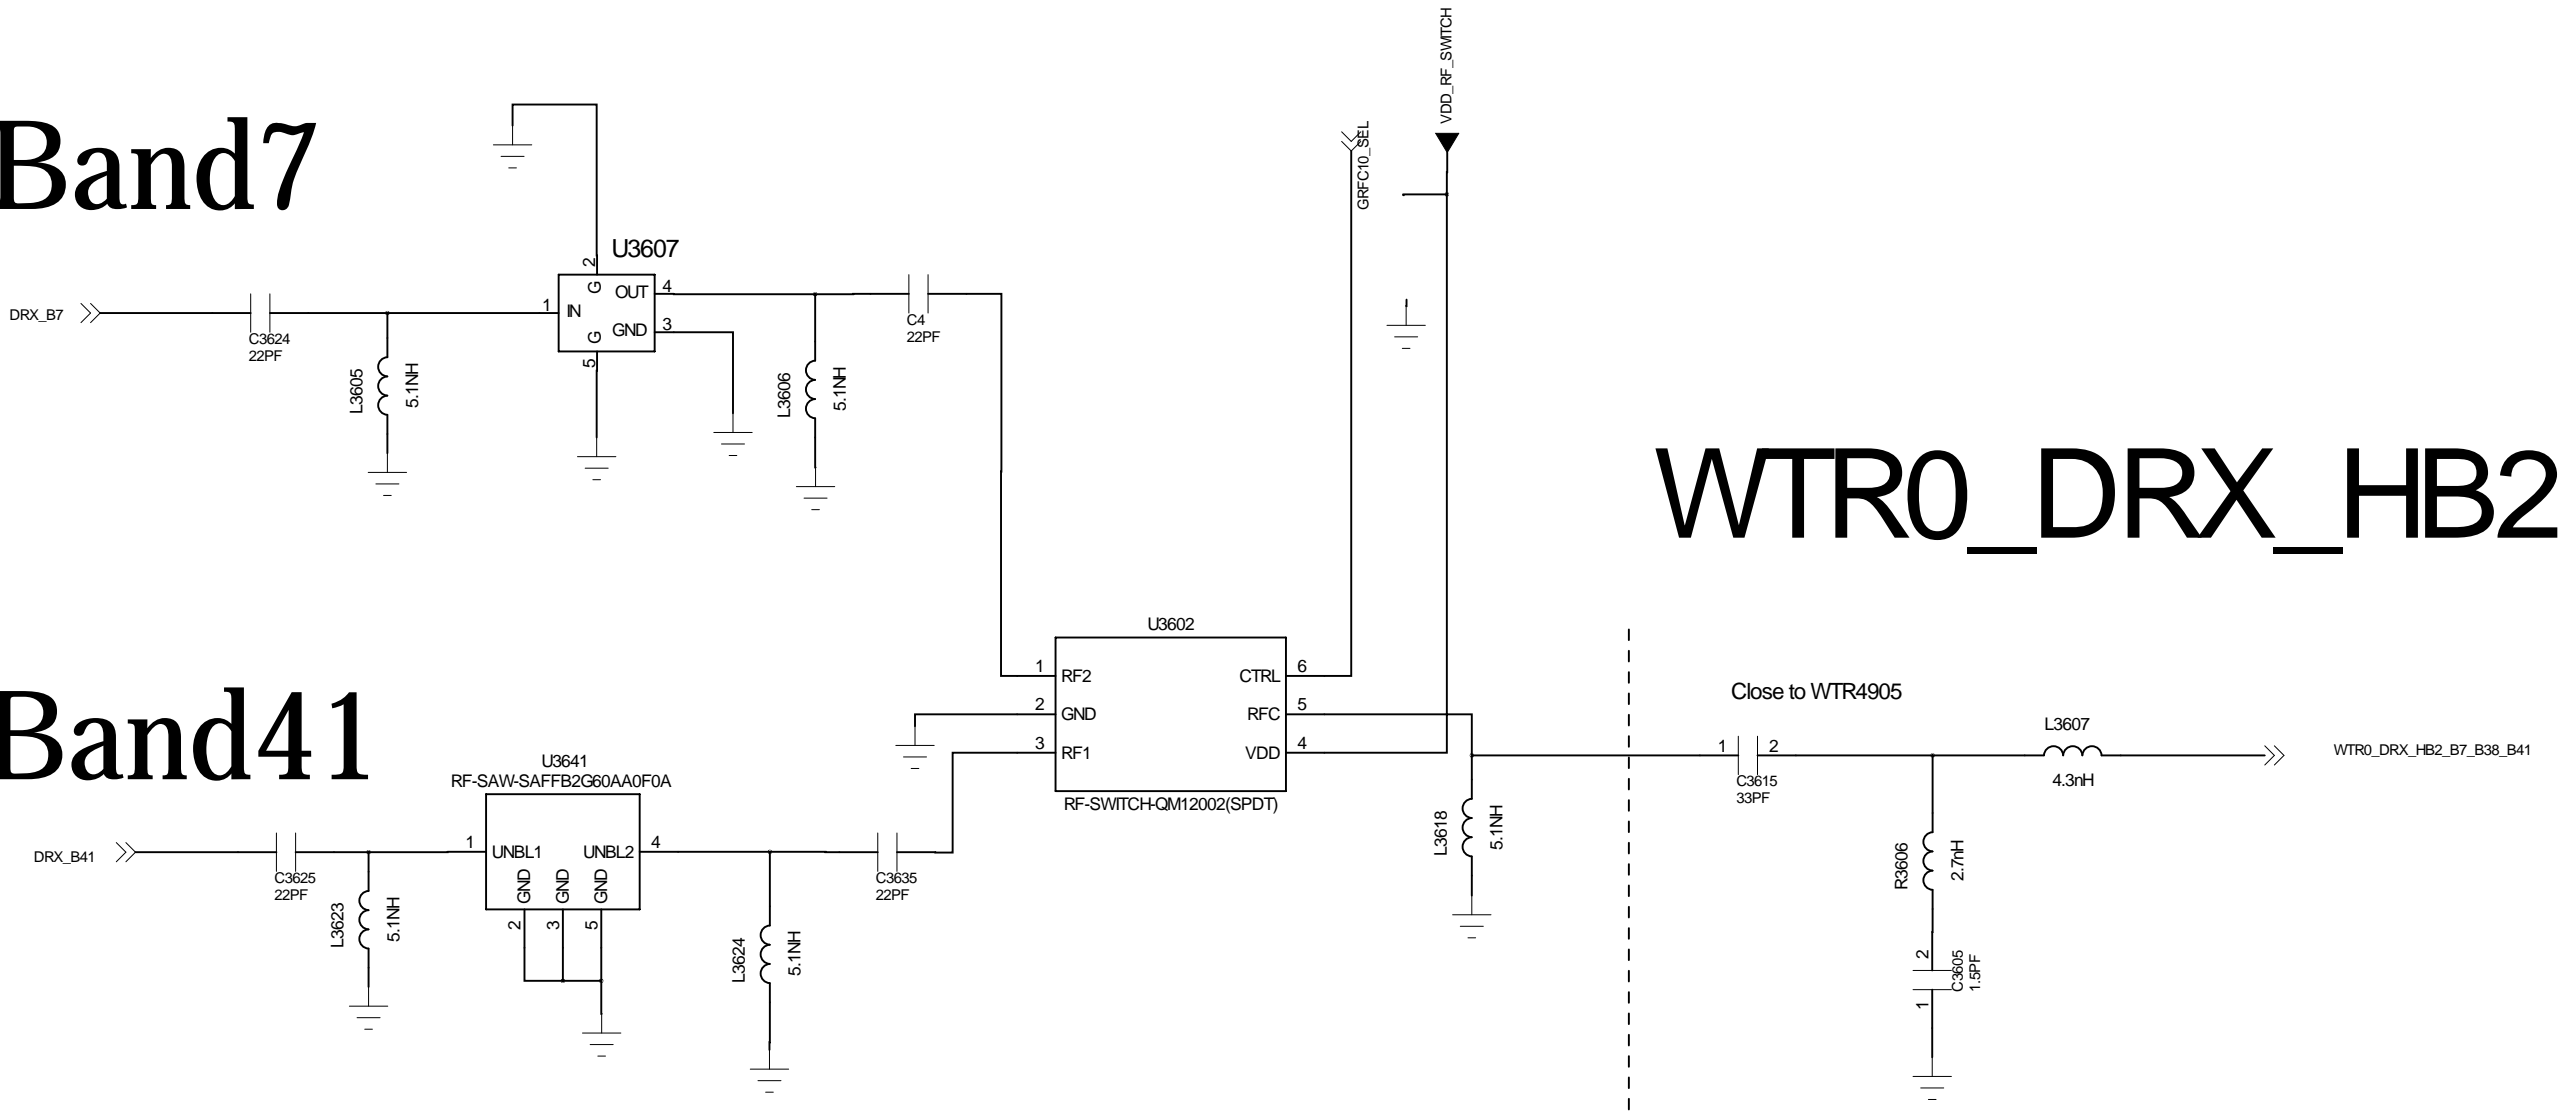 VDD_RF_SWITCH
GRFC10_SEL
Band7
U3607
2
G
OUT
4
DRX_B7
1
IN
G
GND
3
5
C3624
22PF
C4
22PF
L3605
5.1NH
L3606
5.1NH
WTR0_DRX_HB2
U3602
1
RF2
CTRL
6
2
GND
RFC
5
3
RF1
VDD
4
RF-SWITCH-QM12002(SPDT)
Close to WTR4905
L3607
4.3nH
WTR0_DRX_HB2_B7_B38_B41
1
2
C3615
33PF
L3618
5.1NH
R3606
2.7nH
2
C3605
1.5PF
1
Band41
U3641
RF-SAW-SAFFB2G60AA0F0A
DRX_B41
1
UNBL1
UNBL2
4
GND
GND
GND
2
3
5
C3625
22PF
C3635
22PF
L3623
5.1NH
L3624
5.1NH